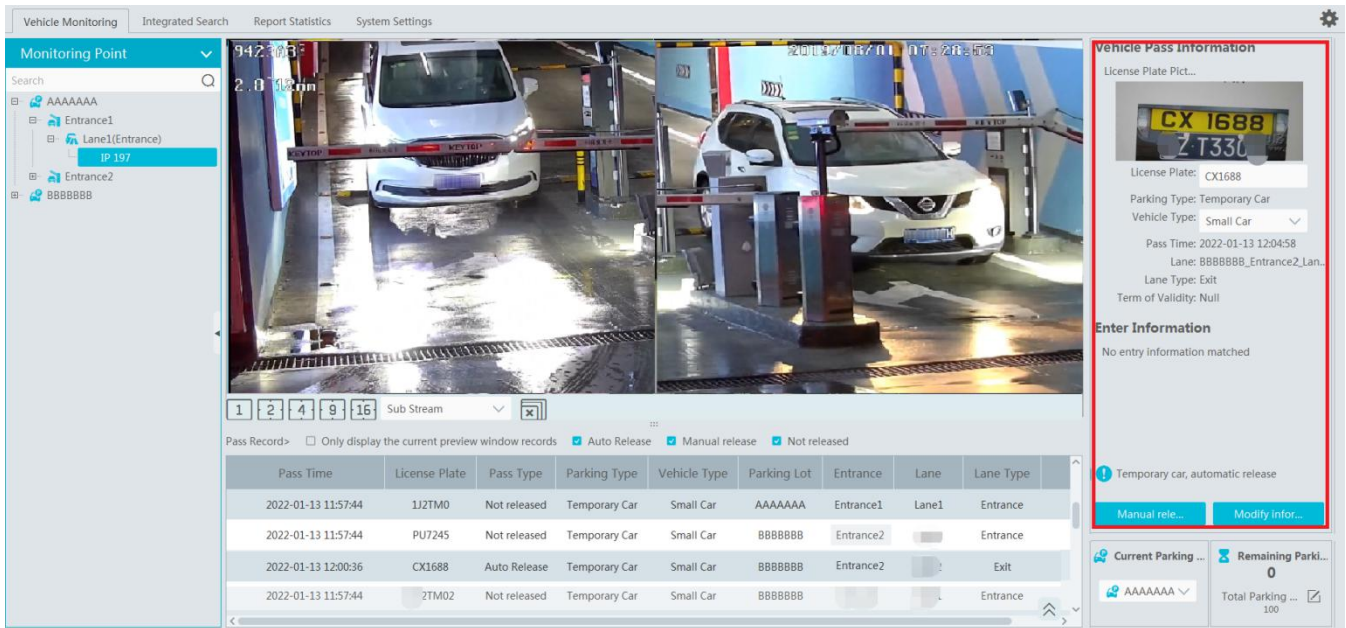 Vehicle Monitoring Integrated Search Report Statistics System Settings
Monitoring Point
Search
AAAAAAA
Entrance1
Lane1(Entrance)
IP 197
Entrance2
BBBBBBB
KEYTOP
KEYTOP
KEYTOP
1 2 4 9 16 Sub Stream
Pass Record> Only display the current preview window records Auto Release Manual release Not released
Pass Time License Plate Pass Type Parking Type Vehicle Type Parking Lot Entrance Lane Lane Type
2022-01-13 11:57:44 1J2TM0 Not released Temporary Car Small Car AAAAAAA Entrance1 Lane1 Entrance
2022-01-13 11:57:44 PU7245 Not released Temporary Car Small Car BBBBBBB Entrance2 Entrance
2022-01-13 12:00:36 CX1688 Auto Release Temporary Car Small Car BBBBBBB Entrance2 Exit
2022-01-13 11:57:44 2TM02 Not released Temporary Car Small Car BBBBBBB Entrance
Vehicle Pass Information
License Plate Pict...
CX 1688
License Plate: CX1688
Parking Type: Temporary Car
Vehicle Type: Small Car
Pass Time: 2022-01-13 12:04:58
Lane: BBBBBBB_Entrance2_Lan..
Lane Type: Exit
Term of Validity: Null
Enter Information
No entry information matched
Temporary car, automatic release
Manual rele... Modify infor...
Current Parking ...
AAAAAAA
Remaining Parki...
0
Total Parking ...
100